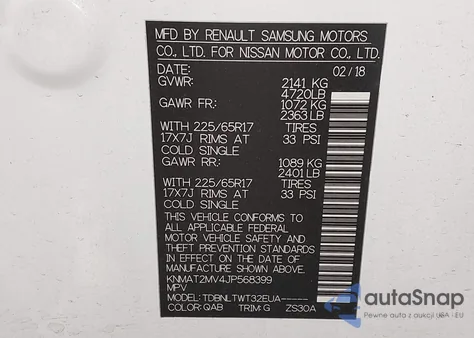 MFD BY RENAULT SAMSUNG MOTORS
CO., LTD. FOR NISSAN MOTOR CO., LTD.
DATE: 02/18
GVWR: 2141 KG
4720LB
GAWR FR: 1072 KG
2363 LB
WITH 225/65R17 TIRES
17X7J RIMS AT 33 PSI
COLD SINGLE
GAWR RR: 1089 KG
2401 LB
WITH 225/65R17 TIRES
17X7J RIMS AT 33 PSI
COLD SINGLE
THIS VEHICLE CONFORMS TO
ALL APPLICABLE FEDERAL
MOTOR VEHICLE SAFETY AND
THEFT PREVENTION STANDARDS
IN EFFECT ON THE DATE OF
MANUFACTURE SHOWN ABOVE
KNMAT2MV4JP568399
MPV
MODEL: TDBNLTWT32EUA-----
COLOR: QAB TRIM: G ZS30A
autoSnap
Pewne auta z aukcji USA - EU